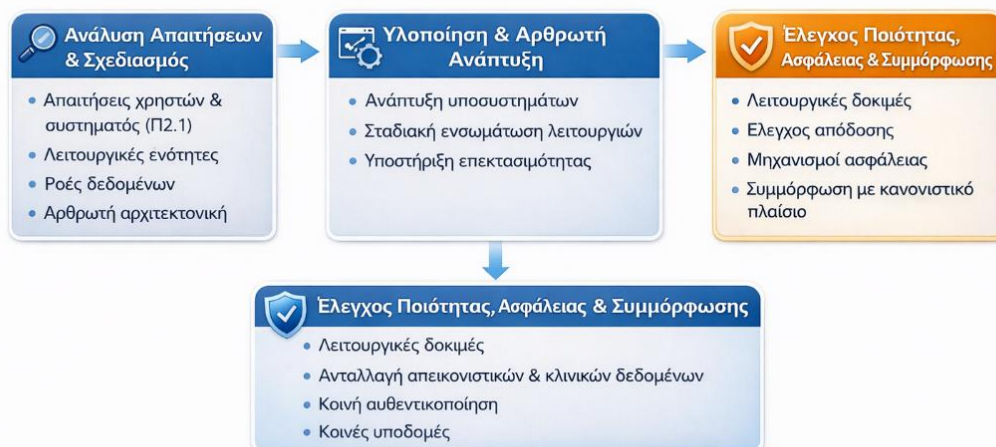 Ανάλυση Απαιτήσεων
& Σχεδιασμός
• Απαιτήσεις χρηστών &
συστηματός (Π2.1)
• Λειτουργικές ενότητες
• Ροές δεδομένων
• Αρθρωτή αρχιτεκτονική
Υλοποίηση & Αρθρωτή
Ανάπτυξη
• Ανάπτυξη υποσυστημάτων
• Σταδιακή ενσωμάτωση λειτουργιών
• Υποστήριξη επεκτασιμότητας
Έλεγχος Ποιότητας,
Ασφάλειας & Συμμόρφωσης
• Λειτουργικές δοκιμές
• Ελεγχος απόδοσης
• Μηχανισμοί ασφάλειας
• Συμμόρφωση με κανονιστικό
πλαίσιο
Έλεγχος Ποιότητας, Ασφάλειας & Συμμόρφωσης
• Λειτουργικές δοκιμές
• Ανταλλαγή απεικονιστικών & κλινικών δεδομένων
• Κοινή αυθεντικοποίηση
• Κοινές υποδομές